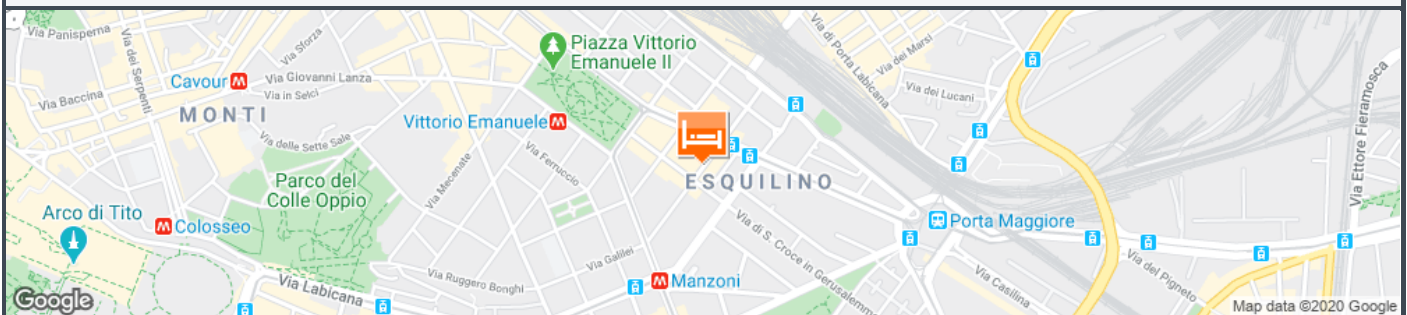 Via Panisperna
Via dei Serpenti
Via Sforza
Piazza Vittorio
Emanuele II
Via di Porta Labicana
Via dei Marsi
Cavour M
Via Giovanni Lanza
Via in Selci
Via Baccina
MONTI
Via dei Lucani
Via Ettore Fieramosca
Vittorio Emanuele M
Via delle Sette Sale
Via Mecenate
Via Ferruccio
Parco del
Colle Oppio
ESQUILINO
Arco di Tito
M Colosseo
Porta Maggiore
Via di S. Croce in Gerusalemme
Via Galilei
Via Ruggero Bonghi
M Manzoni
Via Labicana
Via Casilina
Via del Pigneto
Google
Map data ©2020 Google